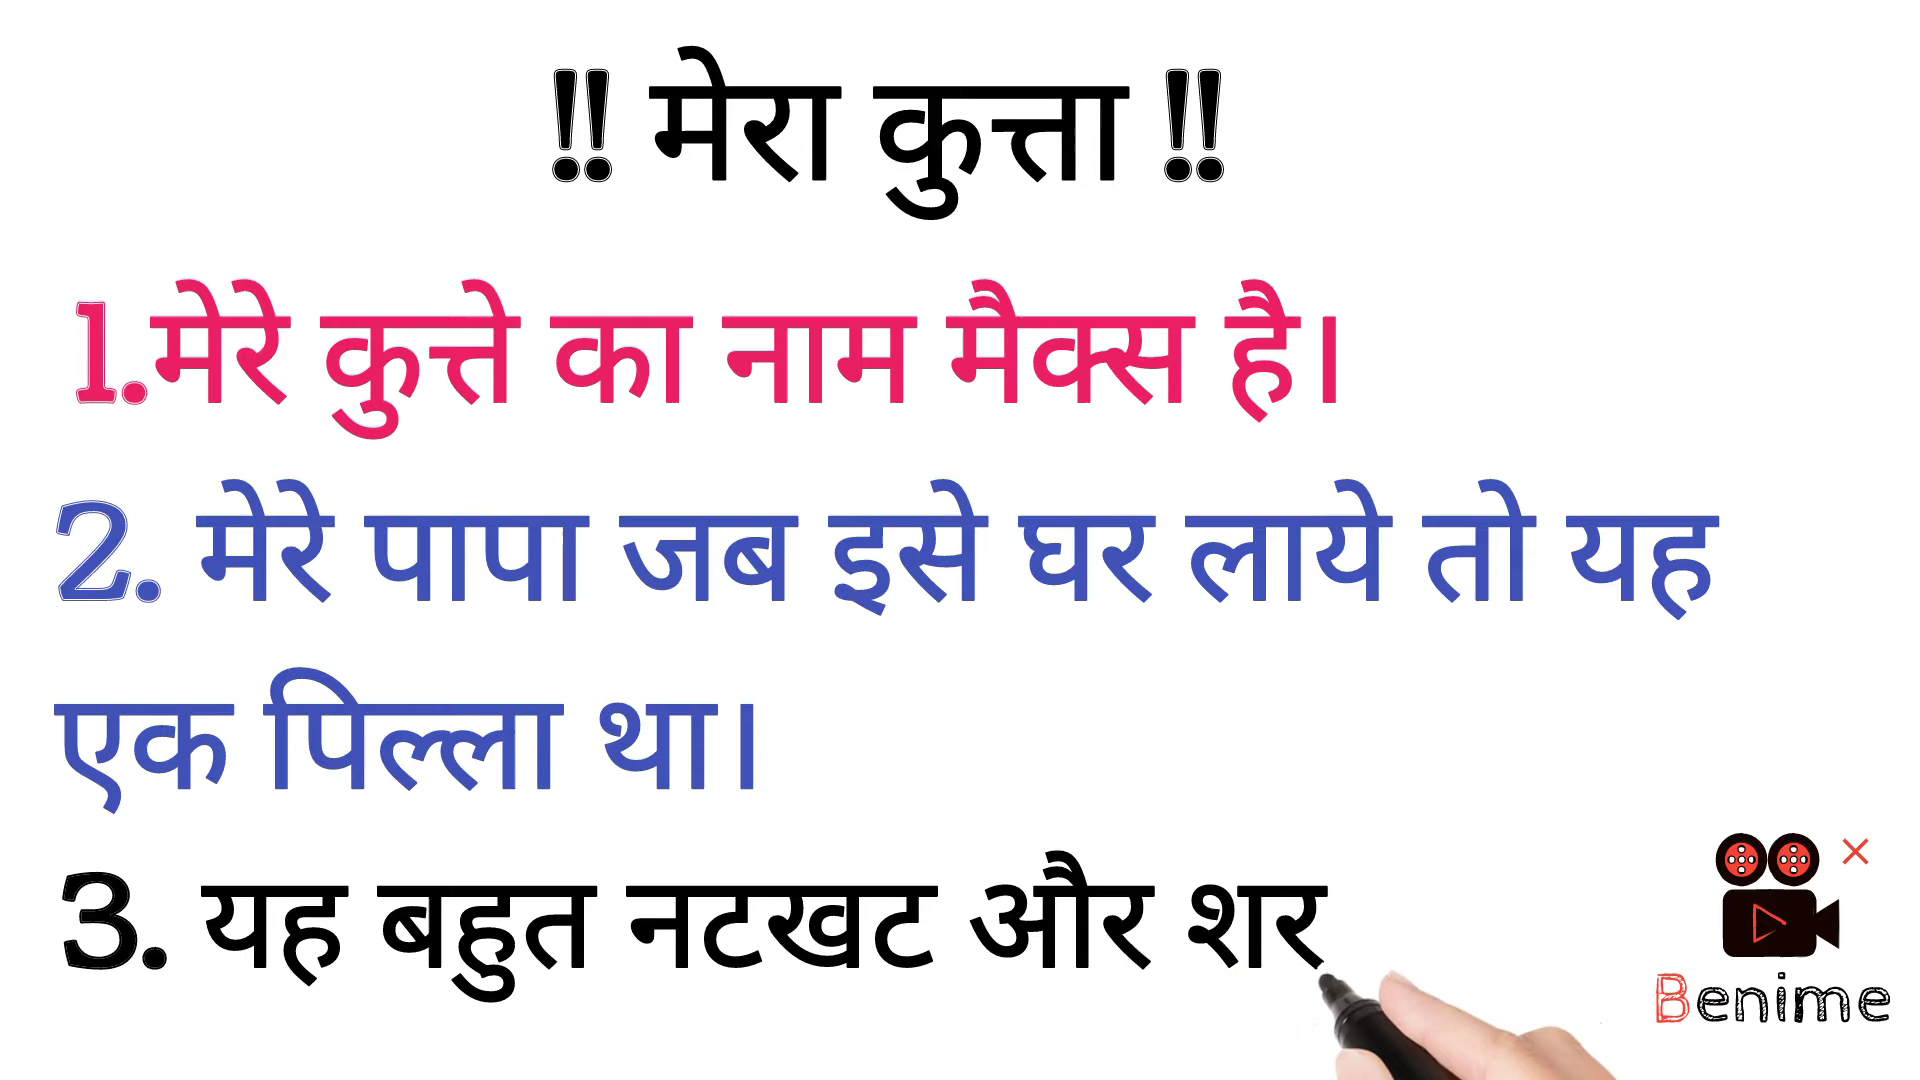 !! मेरा कुत्ता !!
1.मेरे कुत्ते का नाम मैक्स है।
2. मेरे पापा जब इसे घर लाये तो यह
एक पिल्ला था।
3. यह बहुत नटखट और शर
Benime